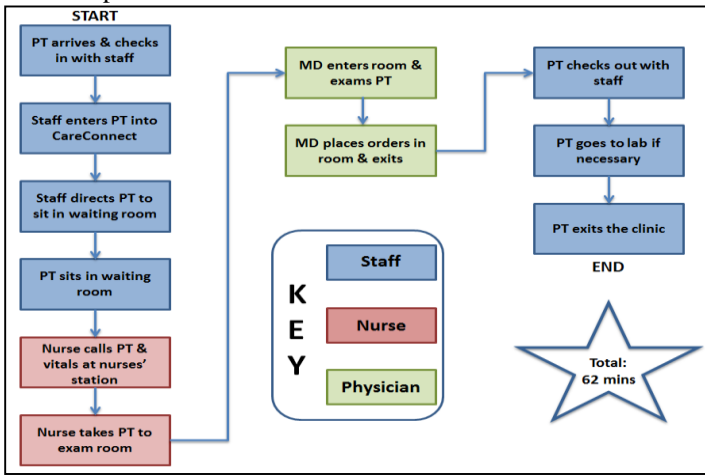 START
PT arrives & checks
in with staff
Staff enters PT into
CareConnect
Staff directs PT to
sit in waiting room
PT sits in waiting
room
Nurse calls PT &
vitals at nurses'
station
Nurse takes PT to
exam room
MD enters room &
exams PT
MD places orders in
room & exits
PT checks out with
staff
PT goes to lab if
necessary
PT exits the clinic
END
K
E
Y
Staff
Nurse
Physician
Total:
62 mins